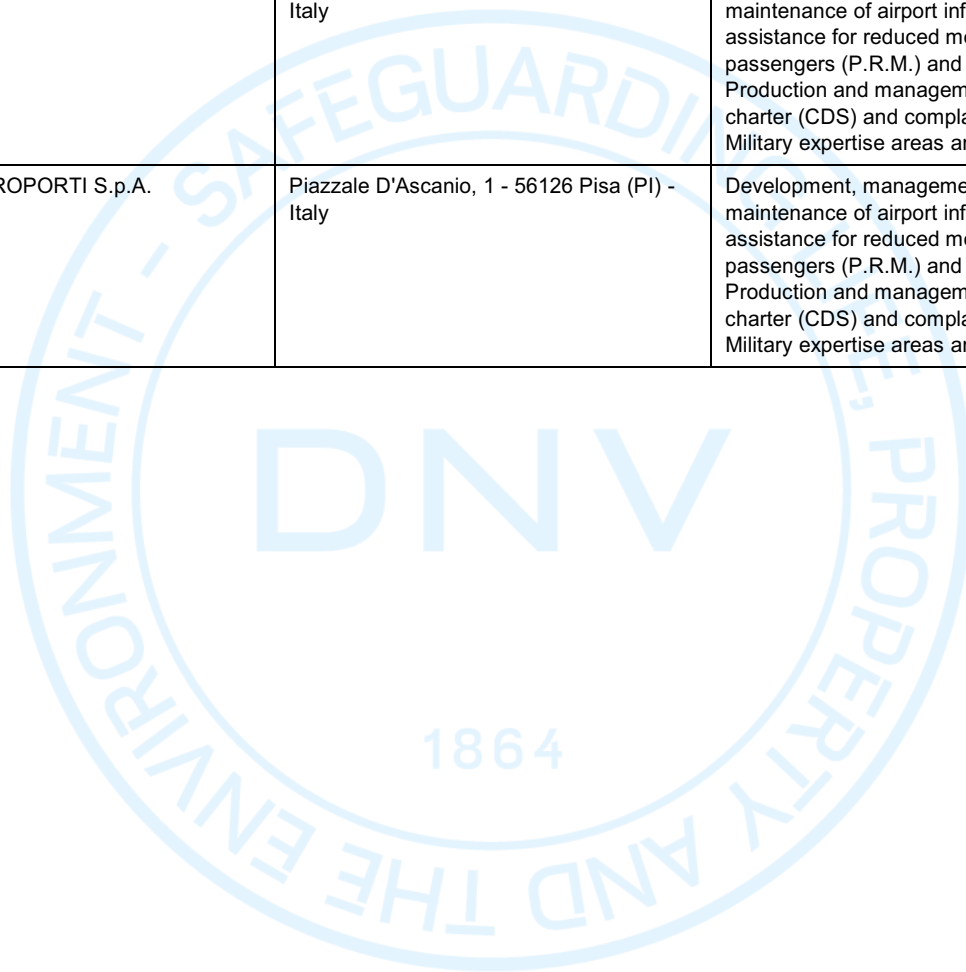 Italy
maintenance of airport inf
assistance for reduced m
passengers (P.R.M.) and
Production and managem
charter (CDS) and compla
Military expertise areas a
ROPORTI S.p.A.
Piazzale D'Ascanio, 1 - 56126 Pisa (PI) -
Italy
Development, manageme
maintenance of airport inf
assistance for reduced m
passengers (P.R.M.) and
Production and managem
charter (CDS) and compla
Military expertise areas a
SAFEGUARDING LIFE, PROPERTY AND THE ENVIRONMENT -
DNV
1864